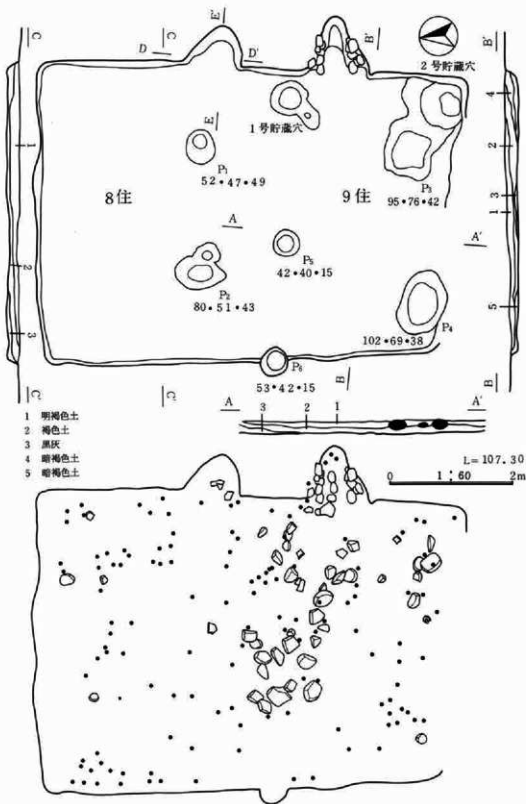 C
C
E'
B'
B'
D
D'
2号貯蔵穴
4
1号貯蔵穴
E
1
2
P₁
52・47・49
P₃
95・76・42
3
8住
9住
1
A
A'
P₅
42・40・15
2
P₂
80・51・43
5
P₄
102・69・38
3
P₆
53・42・15
C'
C'
B
B
A
3
2
1
A'
1 明褐色土
2 褐色土
3 黒灰
4 暗褐色土
5 暗褐色土
L=107.30
0
1:60
2m